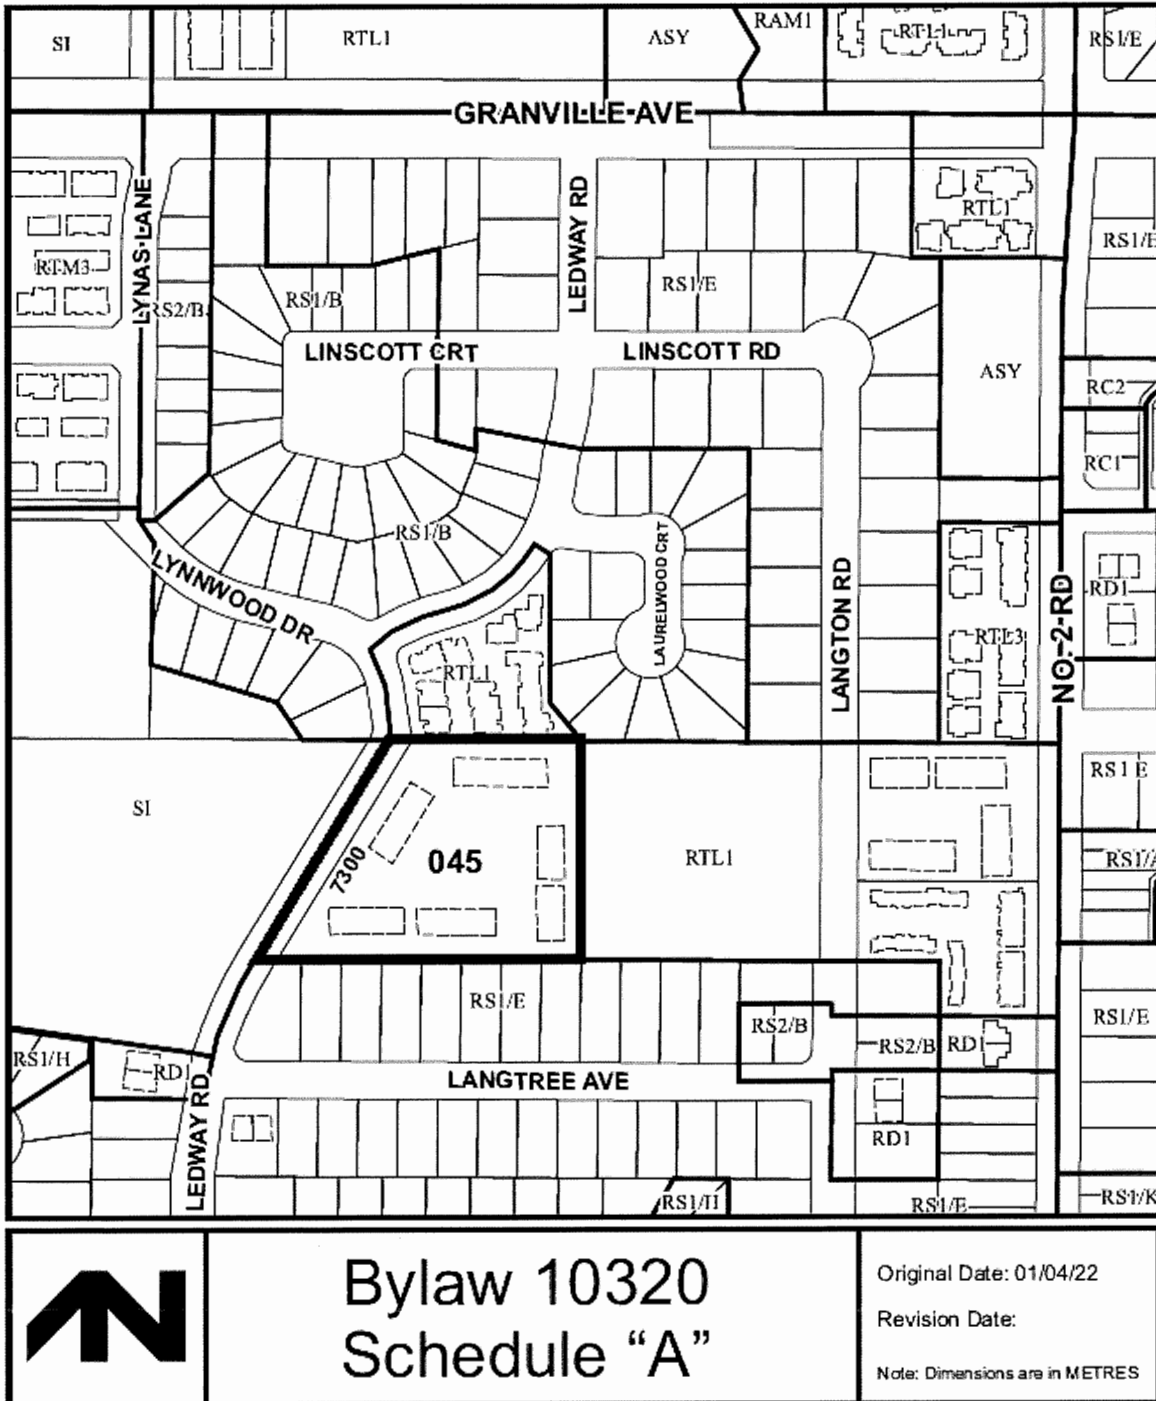 SI
RTL1
ASY
RAM1
RTL1
RS1/E
GRANVILLE AVE
LYNAS LANE
LEDWAY RD
RTL1
RTM3
RS2/B
RS1/B
RS1/E
RS1/E
LINSCOTT CRT
LINSCOTT RD
ASY
RC2
RC1
RS1/B
LAURELWOOD CRT
LYNNWOOD DR
LANGTON RD
NO. 2 RD
RD1
RTL3
RTL1
SI
7300
045
RTL1
RS1 E
RS1/A
RS1/E
RS2/B
RS2/B
RD1
RS1/E
RS1/H
RD1
LANGTREE AVE
LEDWAY RD
RD1
RS1/H
RS1/E
RS1/K
Bylaw 10320
Schedule “A”
Original Date: 01/04/22
Revision Date:
Note: Dimensions are in METRES